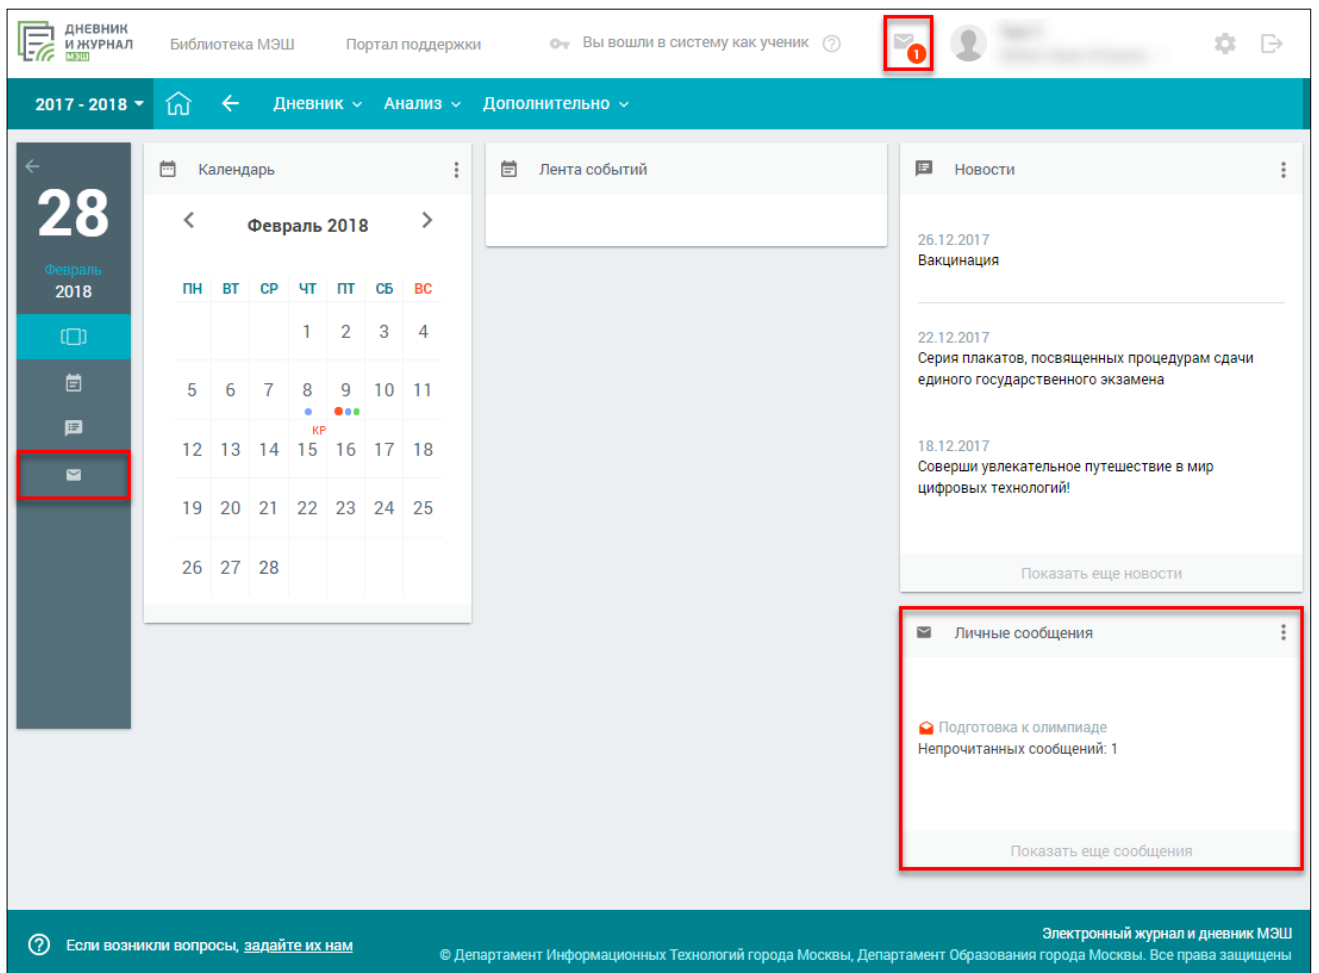 ДНЕВНИК
И ЖУРНАЛ
МЭШ
Библиотека МЭШ
Портал поддержки
Вы вошли в систему как ученик
1
2017 - 2018
Дневник
Анализ
Дополнительно
28
Февраль
2018
Календарь
Февраль 2018
ПН ВТ СР ЧТ ПТ СБ ВС
1 2 3 4
5 6 7 8 9 10 11
КР
12 13 14 15 16 17 18
19 20 21 22 23 24 25
26 27 28
Лента событий
Новости
26.12.2017
Вакцинация
22.12.2017
Серия плакатов, посвященных процедурам сдачи
единого государственного экзамена
18.12.2017
Соверши увлекательное путешествие в мир
цифровых технологий!
Показать еще новости
Личные сообщения
Подготовка к олимпиаде
Непрочитанных сообщений: 1
Показать еще сообщения
Если возникли вопросы, задайте их нам
Электронный журнал и дневник МЭШ
© Департамент Информационных Технологий города Москвы, Департамент Образования города Москвы. Все права защищены